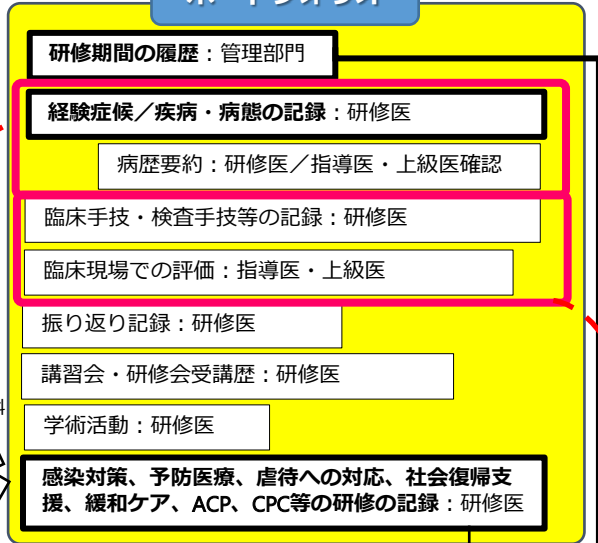 ポートフォリオ
研修期間の履歴：管理部門
経験症候／疾病・病態の記録：研修医
病歴要約：研修医／指導医・上級医確認
臨床手技・検査手技等の記録：研修医
臨床現場での評価：指導医・上級医
振り返り記録：研修医
講習会・研修会受講歴：研修医
学術活動：研修医
感染対策、予防医療、虐待への対応、社会復帰支
援、緩和ケア、ACP、CPC等の研修の記録：研修医